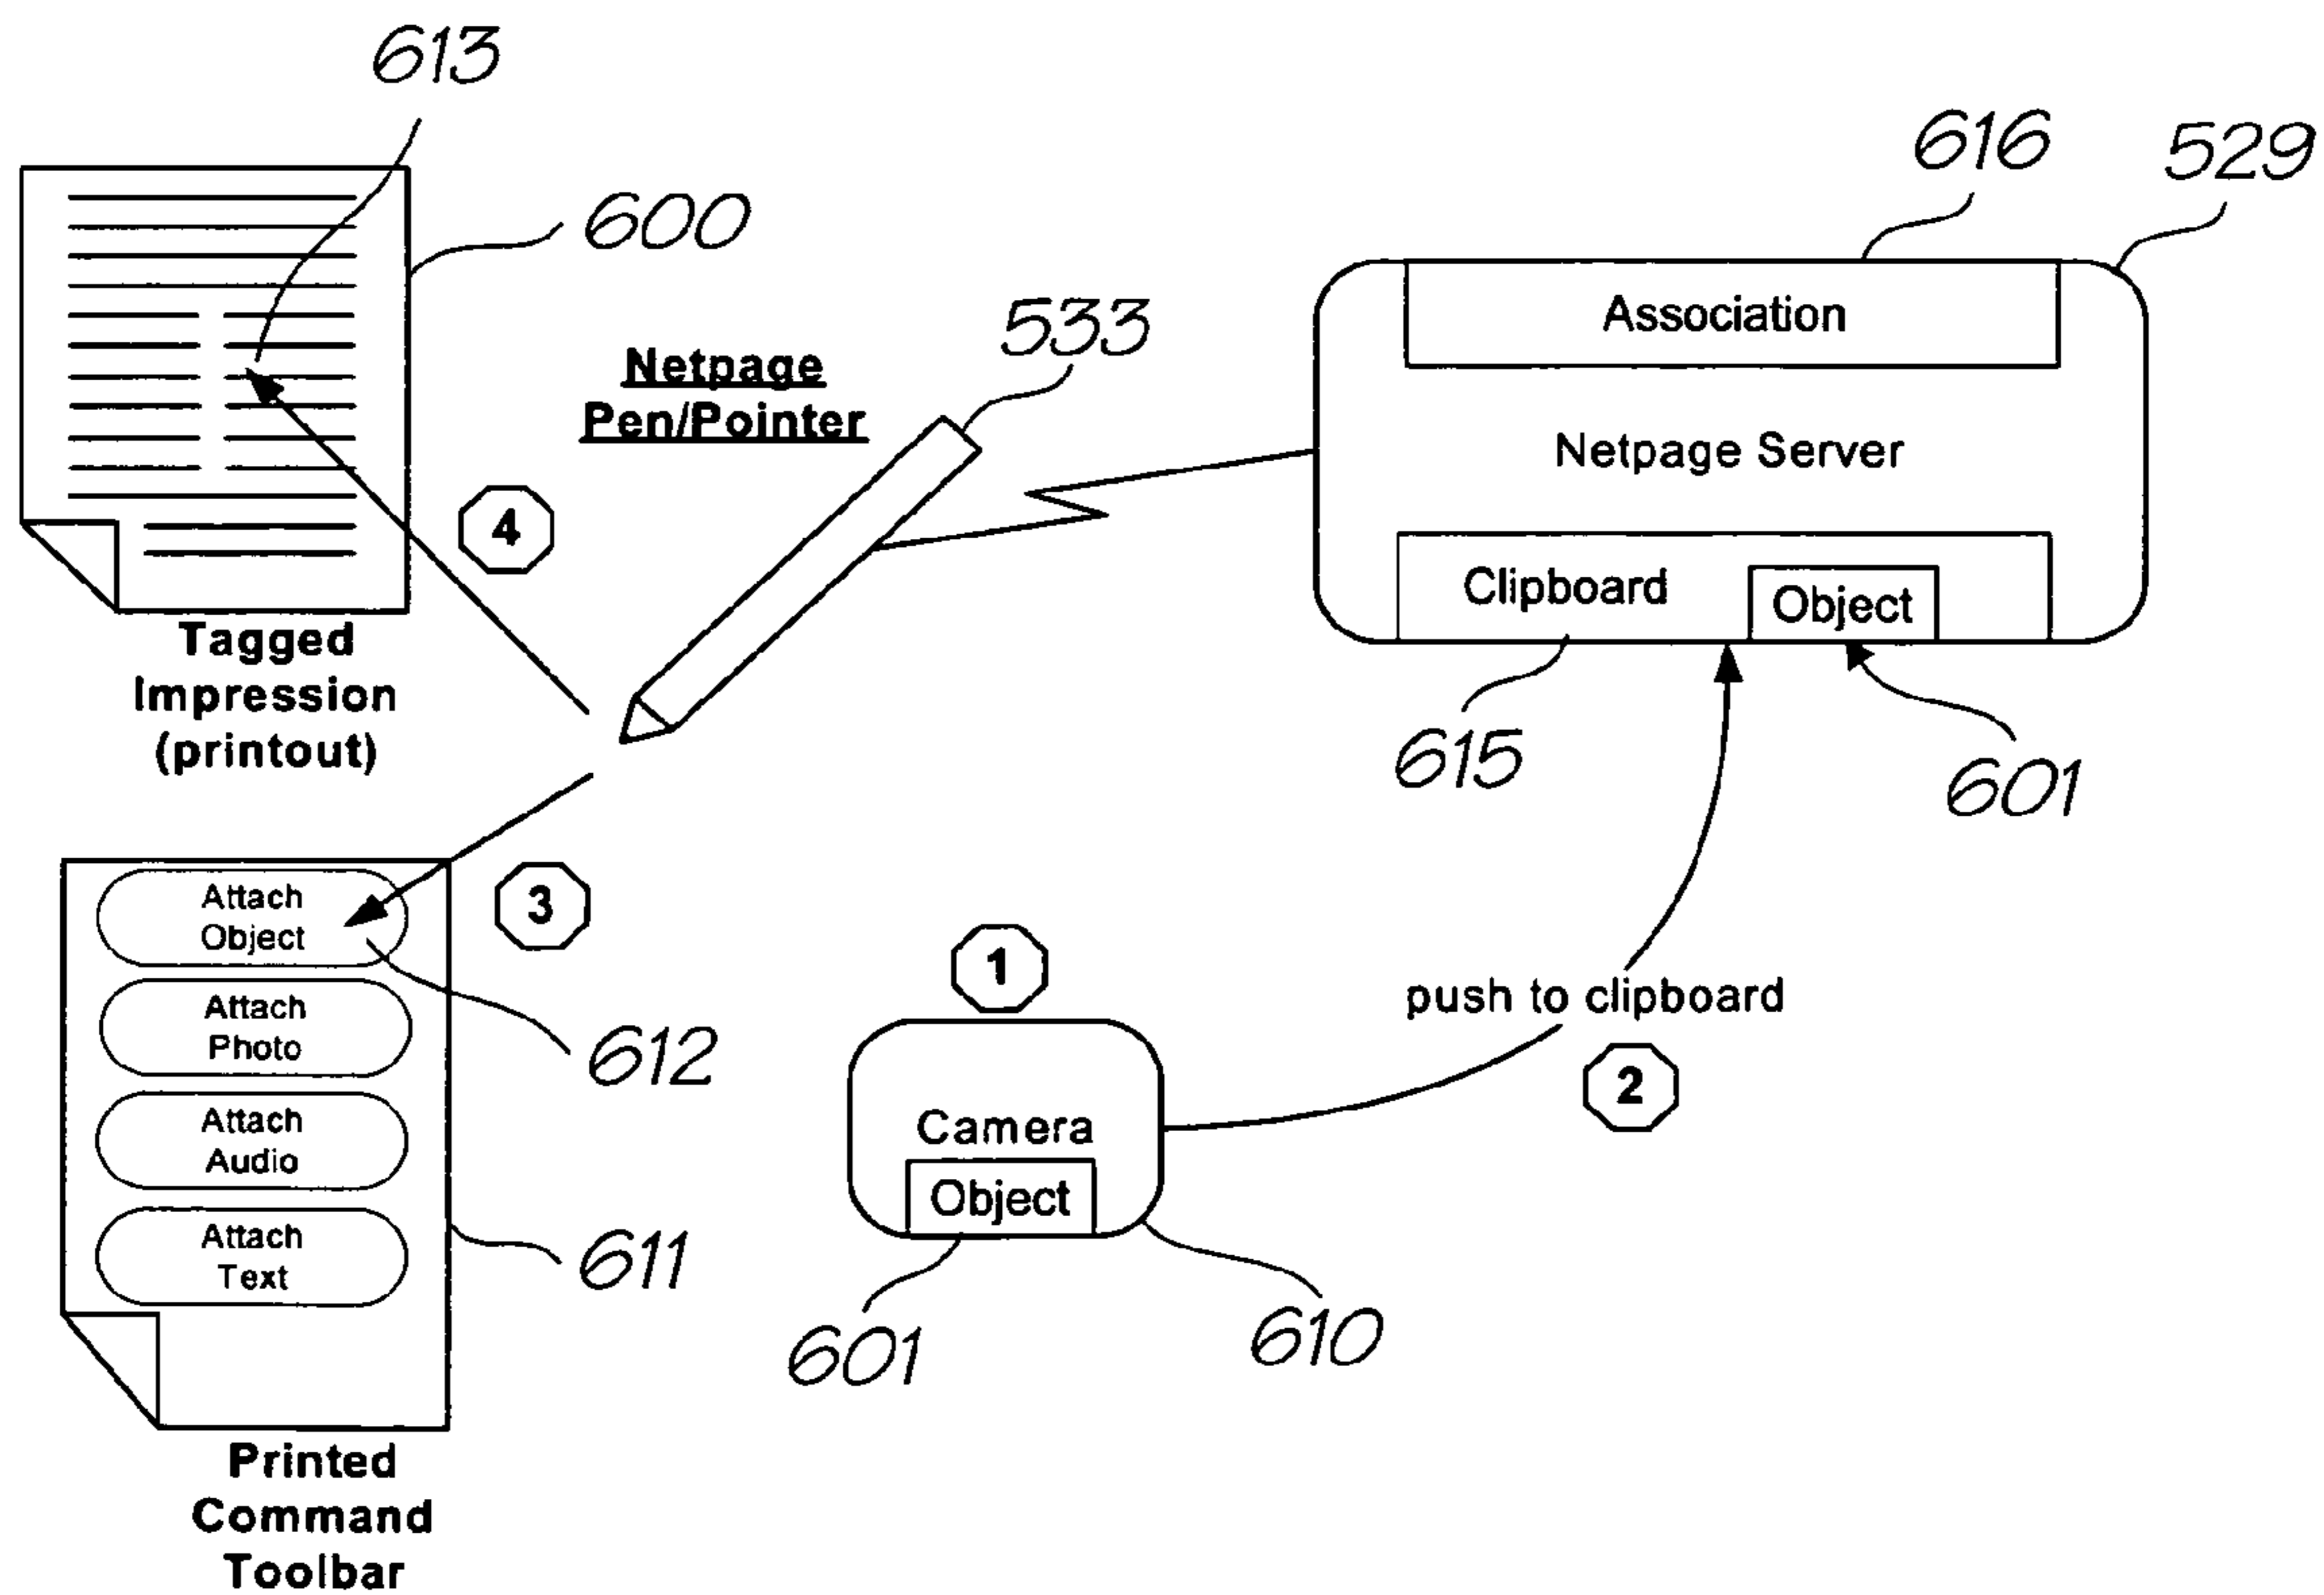 613
616
529
600
533
Association
Netpage
Pen/Pointer
Netpage Server
4
Clipboard
Object
Tagged
Impression
(printout)
615
601
Attach
Object
3
1
push to clipboard
Attach
Photo
612
2
Camera
Attach
Audio
Object
Attach
Text
611
601
610
Printed
Command
Toolbar